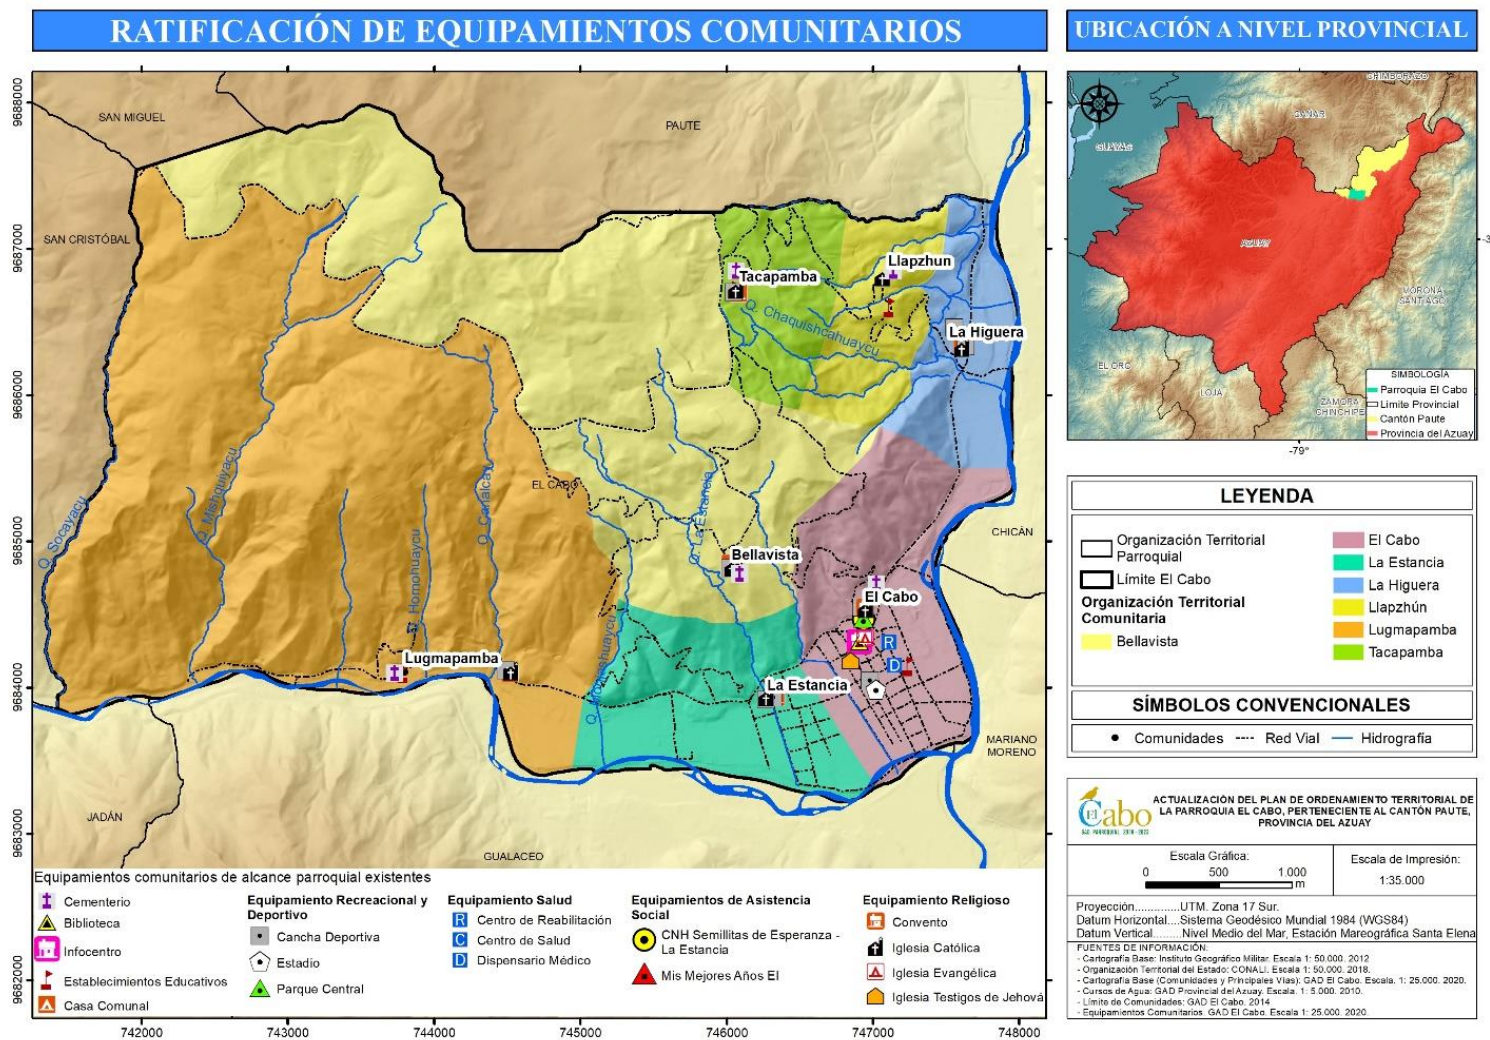 RATIFICACIÓN DE EQUIPAMIENTOS COMUNITARIOS
UBICACIÓN A NIVEL PROVINCIAL
9688000
9687000
9686000
9685000
9684000
9683000
9682000
SAN MIGUEL
PAUTE
SAN CRISTÓBAL
Tacapamba
Llapzhun
Q. Chaquishcahuaycu
La Higuera
Q. Mishquiyacu
Q. Socayacu
Q. Canalcay
EL CABO
Q. La Estancia
Homohuaycu
Bellavista
CHICÁN
El Cabo
R
D
Lugmapamba
La Estancia
MARIANO
MORENO
JADÁN
GUALACEO
Equipamientos comunitarios de alcance parroquial existentes
Cementerio
Biblioteca
Infocentro
Establecimientos Educativos
Casa Comunal
Equipamiento Recreacional y
Deportivo
Cancha Deportiva
Estadio
Parque Central
Equipamiento Salud
R Centro de Reabilitación
C Centro de Salud
D Dispensario Médico
Equipamientos de Asistencia
Social
CNH Semillitas de Esperanza -
La Estancia
Mis Mejores Años EI
Equipamiento Religioso
Convento
Iglesia Católica
Iglesia Evangélica
Iglesia Testigos de Jehová
742000 743000 744000 745000 746000 747000 748000
CHIMBORAZO
CAÑAR
GUAYAS
AZUAY
MORONA
SANTIAGO
EL ORO
LOJA
ZAMORA
CHINCHIPE
SIMBOLOGÍA
Parroquia El Cabo
Límite Provincial
Cantón Paute
Provincia del Azuay
-3
-79°
LEYENDA
Organización Territorial
Parroquial
Límite El Cabo
Organización Territorial
Comunitaria
Bellavista
El Cabo
La Estancia
La Higuera
Llapzhún
Lugmapamba
Tacapamba
SÍMBOLOS CONVENCIONALES
Comunidades Red Vial Hidrografía
El Cabo
GAD PARROQUIAL 2019-2023
ACTUALIZACIÓN DEL PLAN DE ORDENAMIENTO TERRITORIAL DE
LA PARROQUIA EL CABO, PERTENECIENTE AL CANTÓN PAUTE,
PROVINCIA DEL AZUAY
Escala Gráfica:
0 500 1.000
m
Escala de Impresión:
1:35.000
Proyección..............UTM. Zona 17 Sur.
Datum Horizontal....Sistema Geodésico Mundial 1984 (WGS84)
Datum Vertical.........Nivel Medio del Mar, Estación Mareográfica Santa Elena
FUENTES DE INFORMACIÓN:
- Cartografía Base: Instituto Geográfico Militar. Escala 1: 50.000. 2012
- Organización Territorial del Estado: CONALI. Escala 1: 50.000. 2018.
- Cartografía Base (Comunidades y Principales Vías): GAD El Cabo. Escala. 1: 25.000. 2020.
- Cursos de Agua: GAD Provincial del Azuay. Escala. 1: 5.000. 2010.
- Límite de Comunidades: GAD El Cabo. 2014
- Equipamientos Comunitarios. GAD El Cabo. Escala 1: 25.000. 2020.